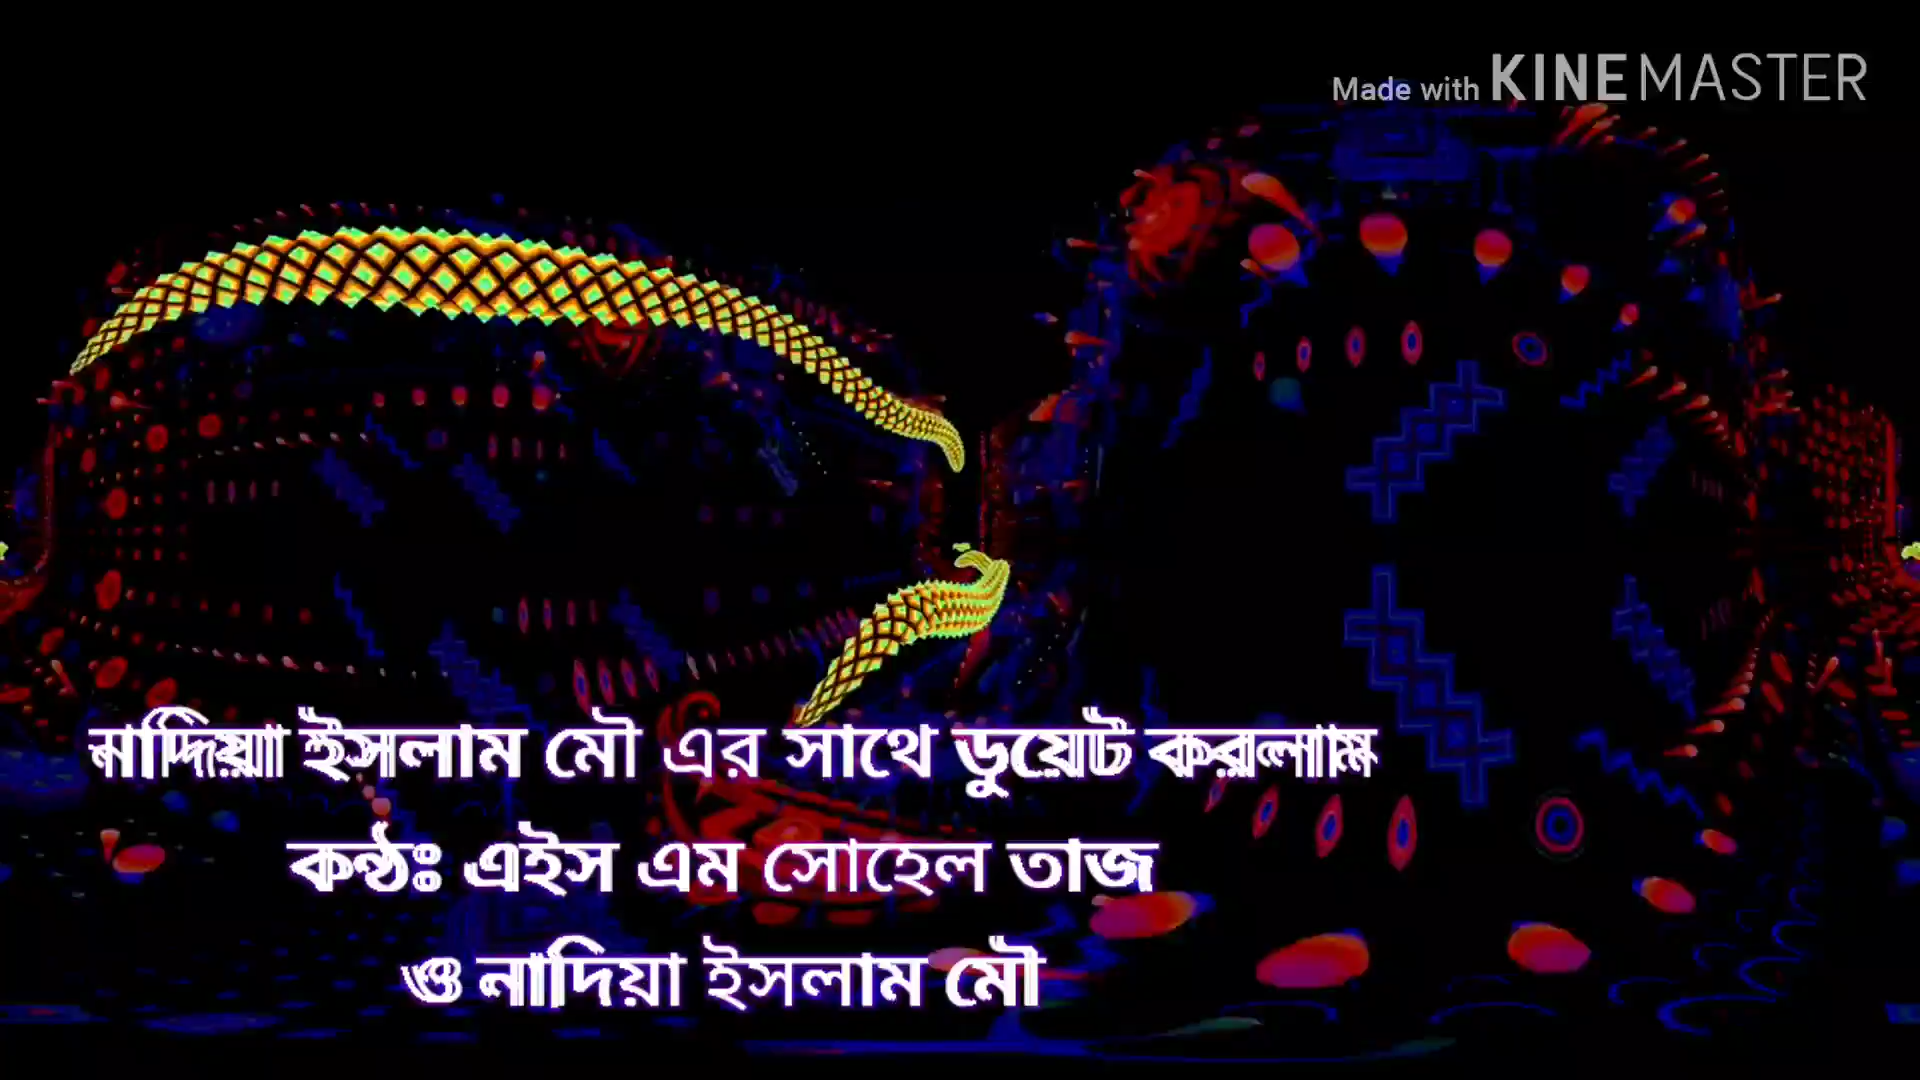 Made with KINEMASTER
নাদিয়া ইসলাম মৌ এর সাথে ডুয়েট করলাম
কন্ঠঃ এইস এম সোহেল তাজ
ও নাদিয়া ইসলাম মৌ